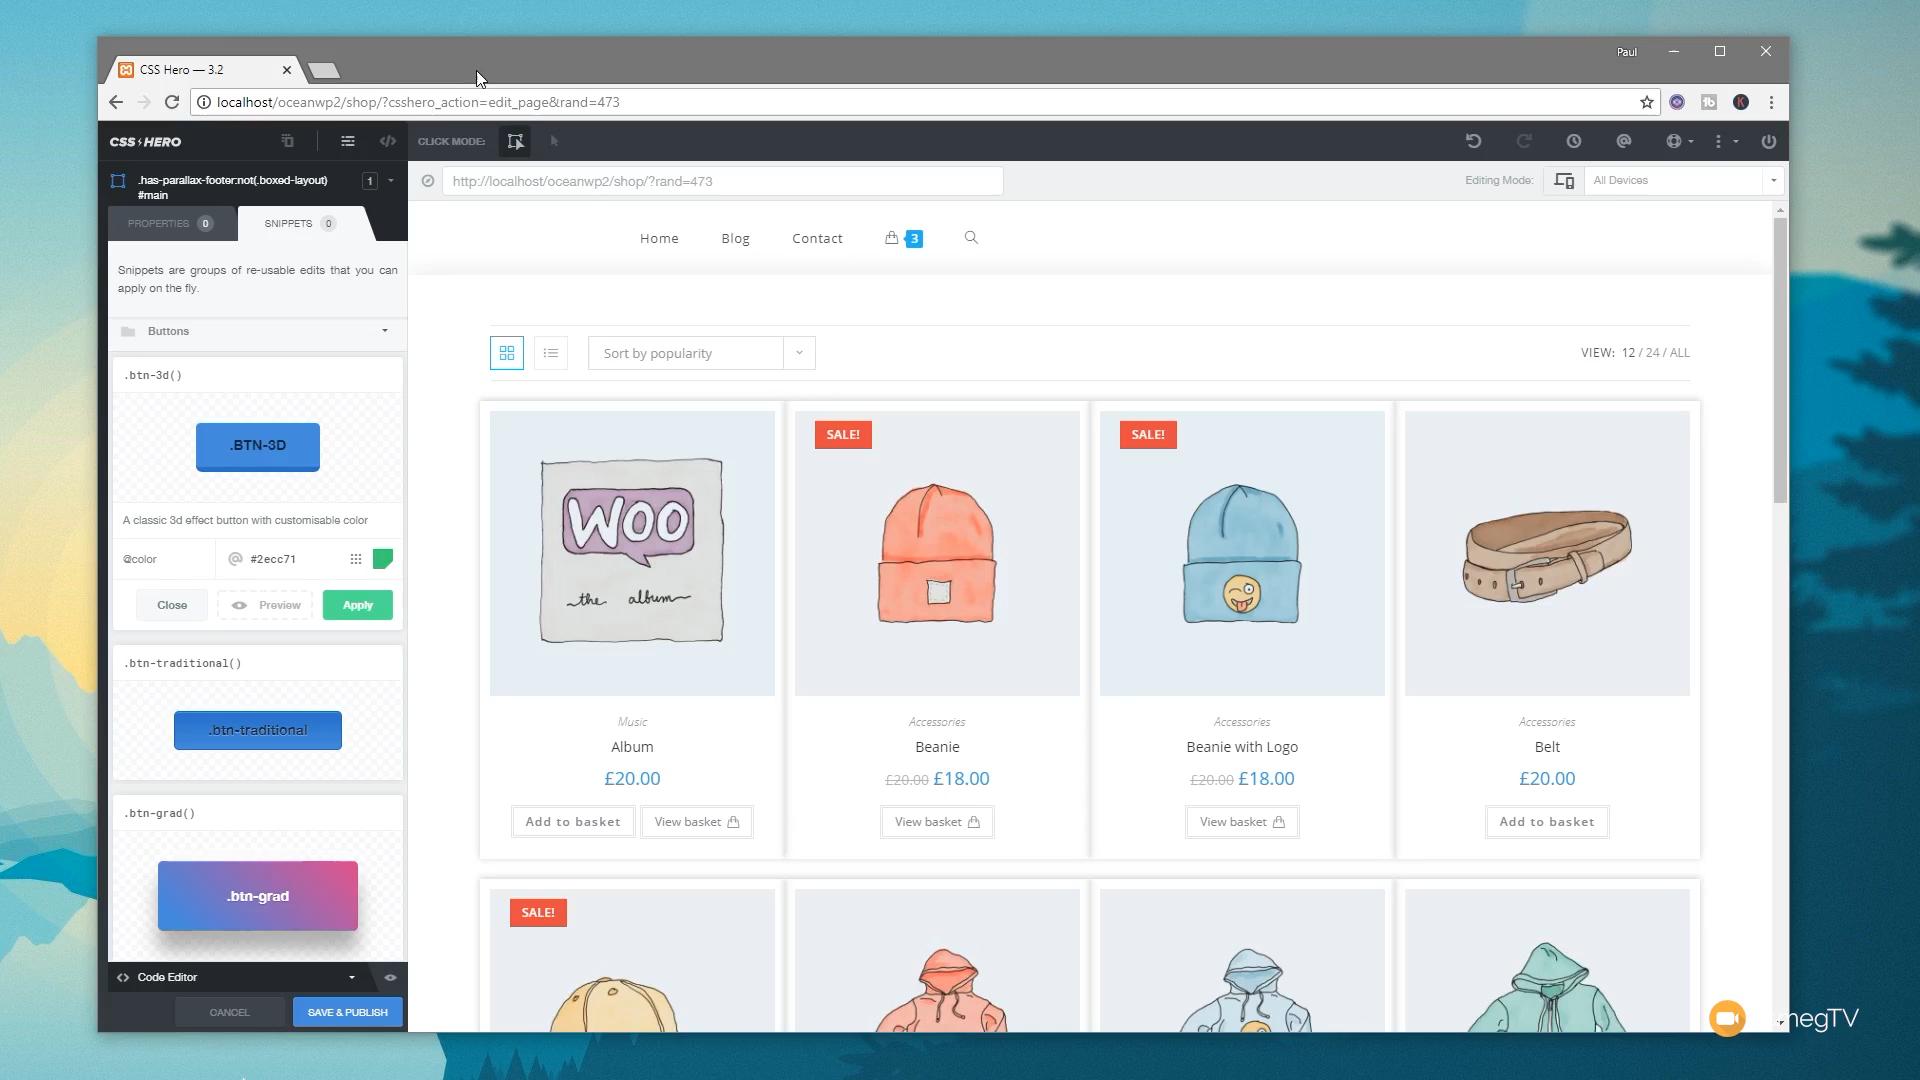 Paul
CSS Hero — 3.2
localhost/oceanwp2/shop/?csshero_action=edit_page&rand=473
CSS HERO
CLICK MODE:
.has-parallax-footer:not(.boxed-layout)
#main
1
http://localhost/oceanwp2/shop/?rand=473
Editing Mode:
All Devices
PROPERTIES 0
SNIPPETS 0
Snippets are groups of re-usable edits that you can
apply on the fly.
Buttons
.btn-3d()
.BTN-3D
A classic 3d effect button with customisable color
@color
#2ecc71
Close
Preview
Apply
.btn-traditional()
.btn-traditional
.btn-grad()
.btn-grad
Code Editor
CANCEL
SAVE & PUBLISH
Home
Blog
Contact
3
Sort by popularity
VIEW: 12 / 24 / ALL
WOO
the album
Music
Album
£20.00
Add to basket
View basket
SALE!
Accessories
Beanie
£20.00 £18.00
View basket
SALE!
Accessories
Beanie with Logo
£20.00 £18.00
View basket
Accessories
Belt
£20.00
Add to basket
SALE!
megTV